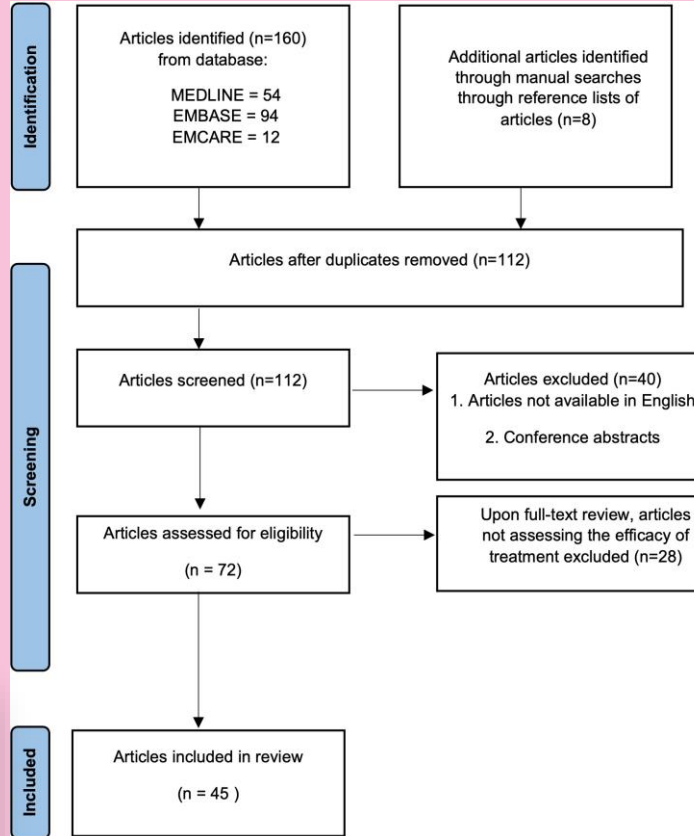 Identification
Articles identified (n=160)
from database:
MEDLINE = 54
EMBASE = 94
EMCARE = 12
Additional articles identified
through manual searches
through reference lists of
articles (n=8)
Screening
Articles after duplicates removed (n=112)
Articles screened (n=112)
Articles excluded (n=40)
1. Articles not available in English
2. Conference abstracts
Articles assessed for eligibility
(n = 72)
Upon full-text review, articles
not assessing the efficacy of
treatment excluded (n=28)
Included
Articles included in review
(n = 45 )